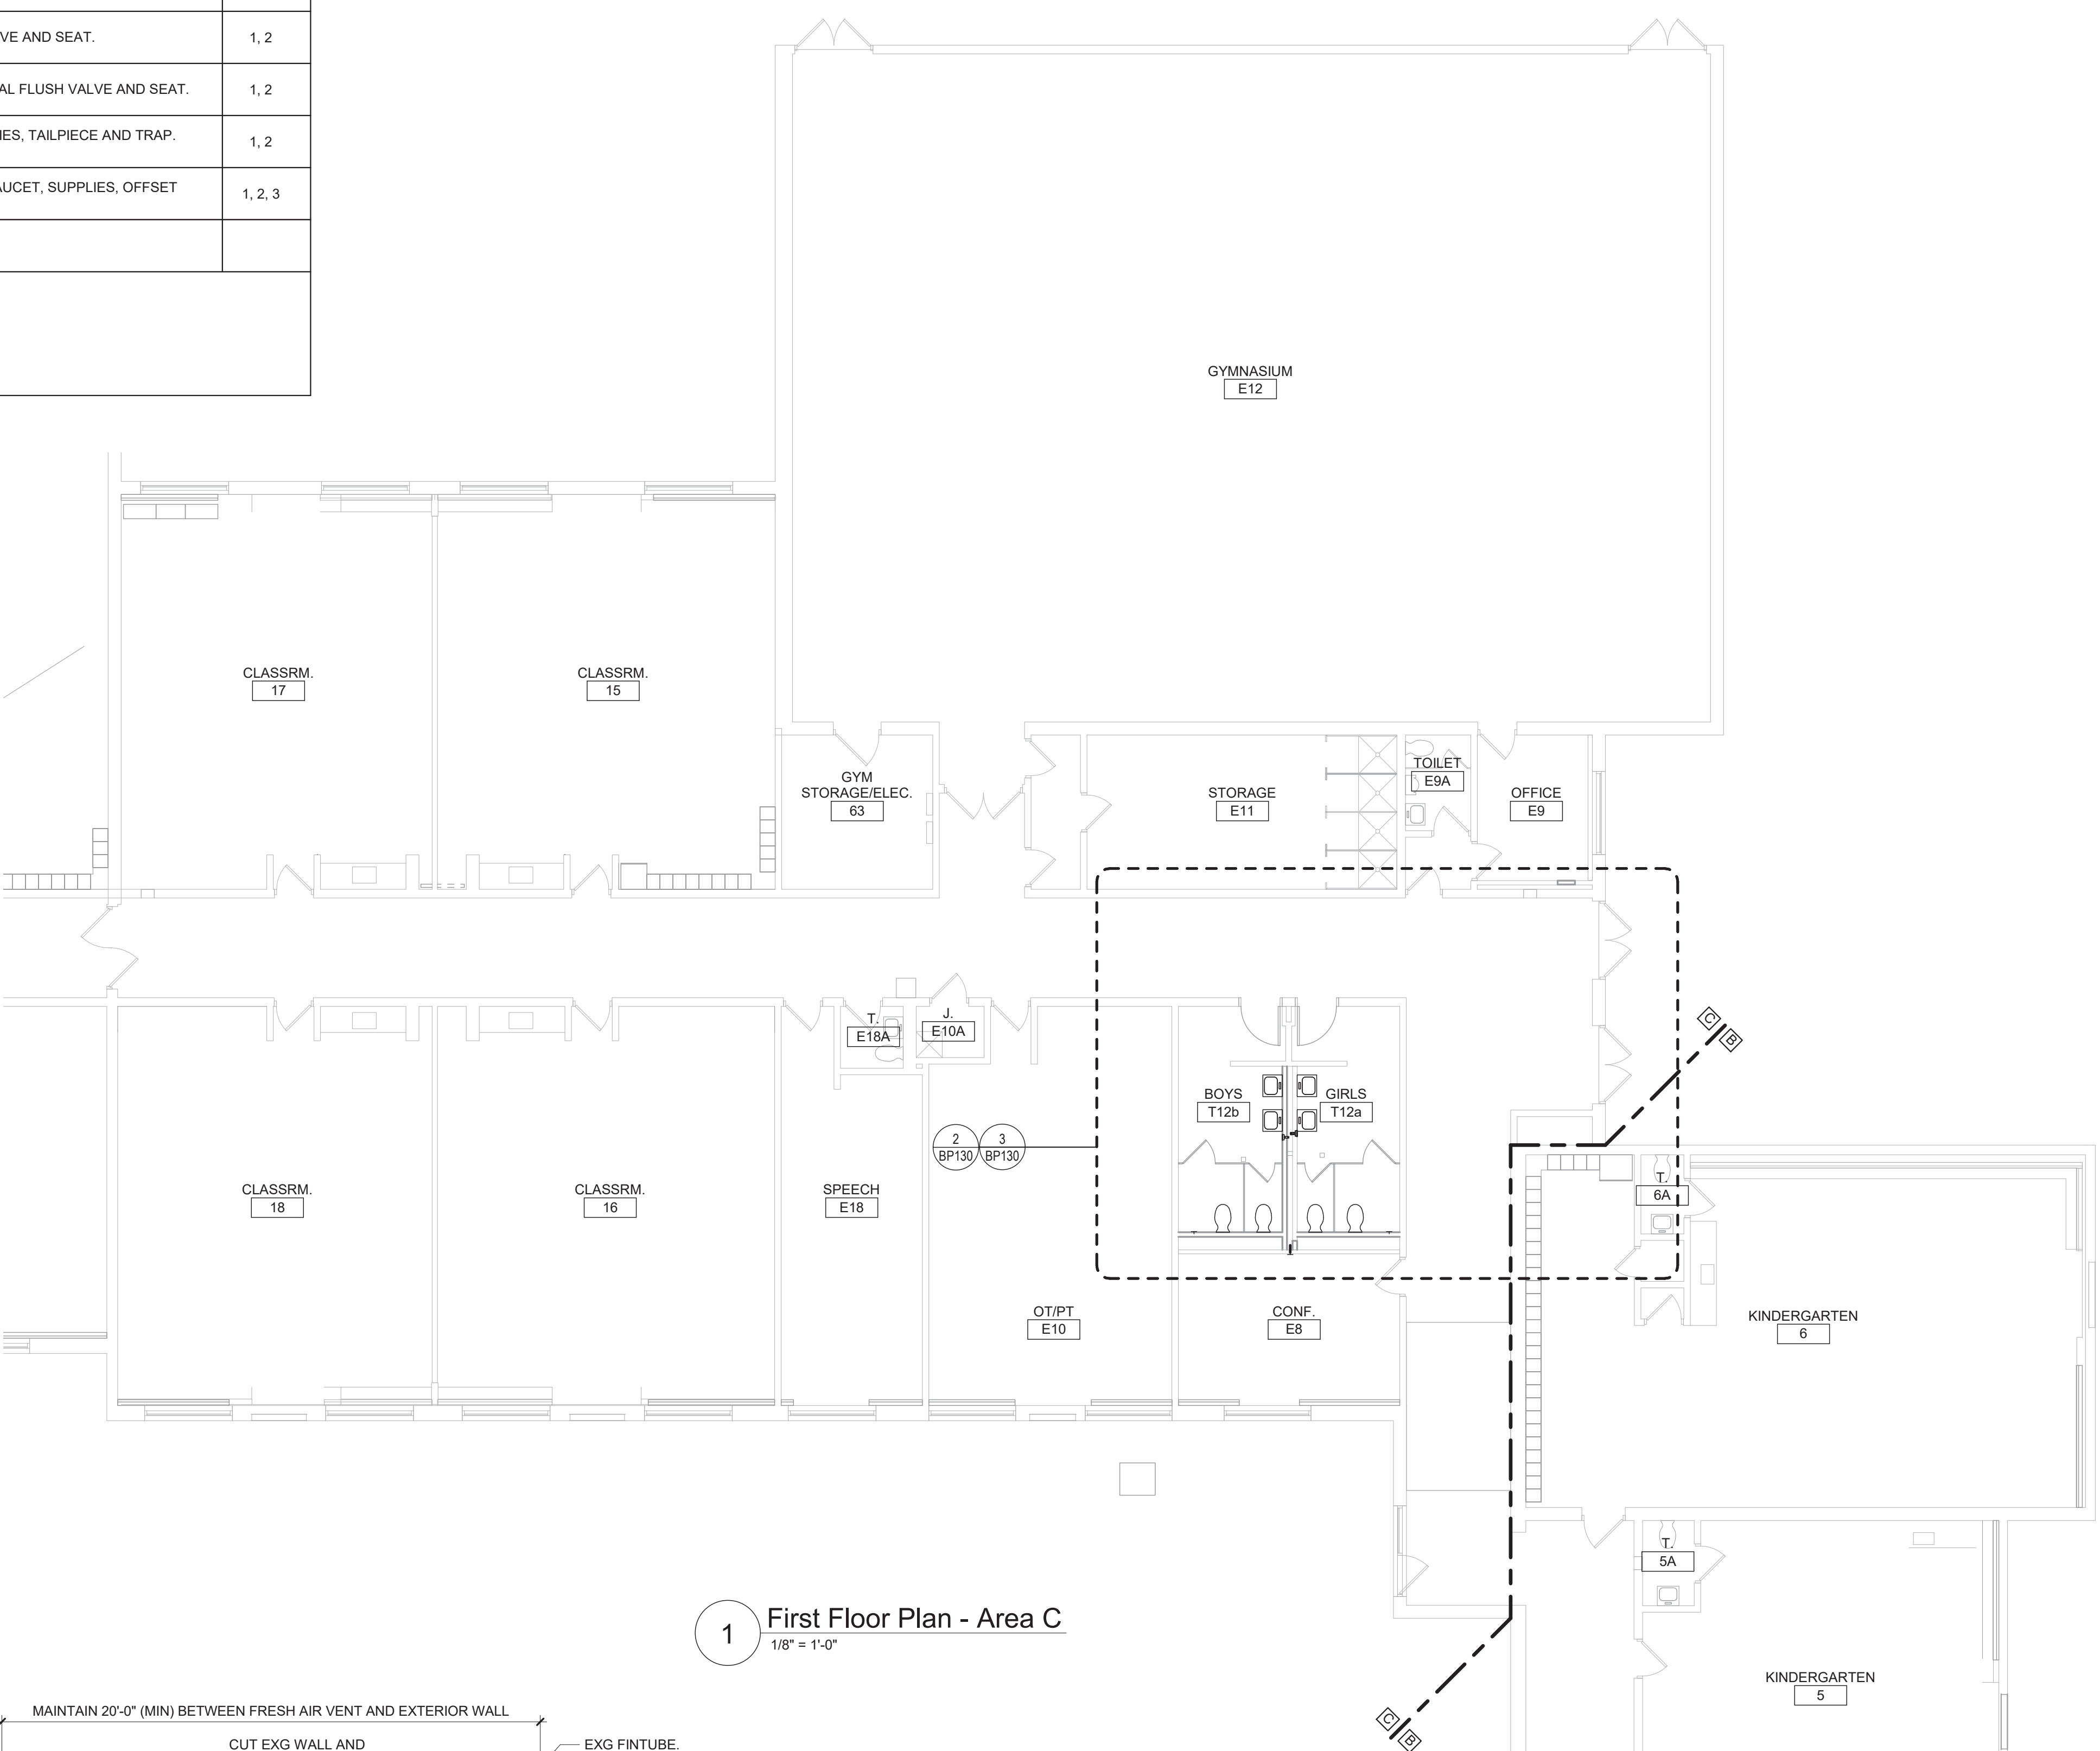 VE AND SEAT.
1, 2
AL FLUSH VALVE AND SEAT.
1, 2
IES, TAILPIECE AND TRAP.
1, 2
AUCET, SUPPLIES, OFFSET
1, 2, 3
GYMNASIUM
E12
CLASSRM.
17
CLASSRM.
15
GYM
STORAGE/ELEC.
63
STORAGE
E11
TOILET
E9A
OFFICE
E9
T.
E18A
J.
E10A
BOYS
T12b
GIRLS
T12a
C
B
2
BP130
3
BP130
CLASSRM.
18
CLASSRM.
16
SPEECH
E18
T.
6A
OT/PT
E10
CONF.
E8
KINDERGARTEN
6
T.
5A
1
First Floor Plan - Area C
1/8" = 1'-0"
KINDERGARTEN
5
C
B
MAINTAIN 20'-0" (MIN) BETWEEN FRESH AIR VENT AND EXTERIOR WALL
CUT EXG WALL AND
EXG FINTUBE.